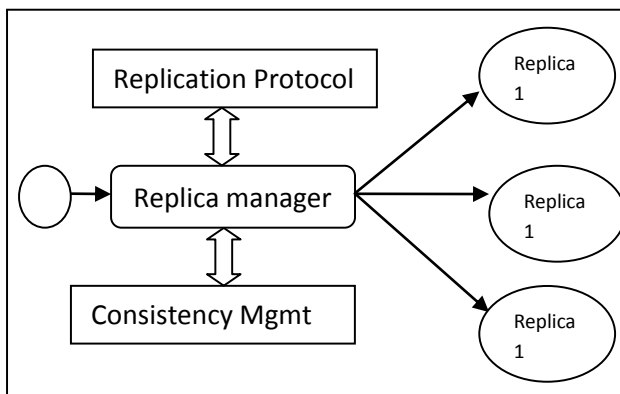 Replication Protocol
Replica manager
Consistency Mgmt
Replica
1
Replica
1
Replica
1